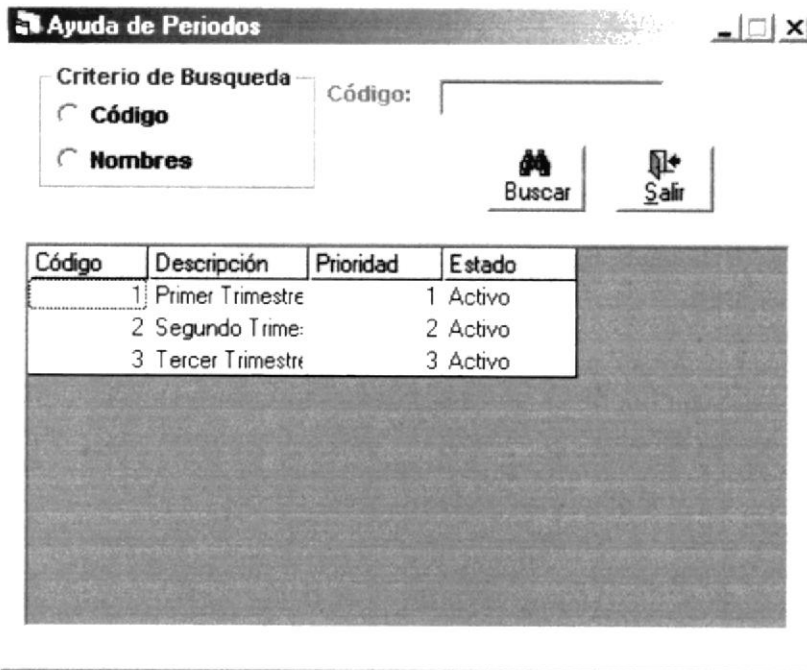 Ayuda de Periodos
Criterio de Busqueda
Código:
Código
Nombres
Buscar
Salir
Código Descripción Prioridad Estado
1 Primer Trimestre 1 Activo
2 Segundo Trime 2 Activo
3 Tercer Trimestre 3 Activo